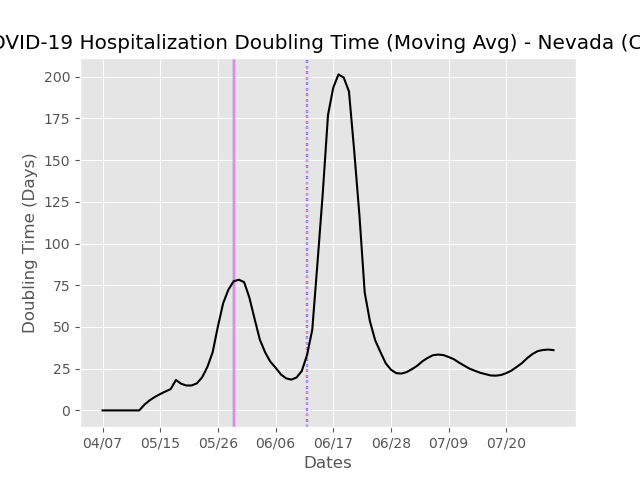 OVID-19 Hospitalization Doubling Time (Moving Avg) - Nevada (C
200
175
150
125
100
75
50
25
0
Doubling Time (Days)
04/07 05/15 05/26 06/06 06/17 06/28 07/09 07/20
Dates